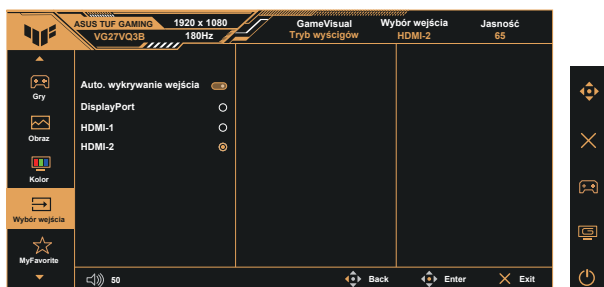 ASUS TUF GAMING 1920 x 1080 GameVisual Wybór wejścia Jasność
VG27VQ3B 180Hz Tryb wyścigów HDMI-2 65
Gry
Obraz
Kolor
Wybór wejścia
MyFavorite
Auto. wykrywanie wejścia
DisplayPort
HDMI-1
HDMI-2
50 Back Enter Exit